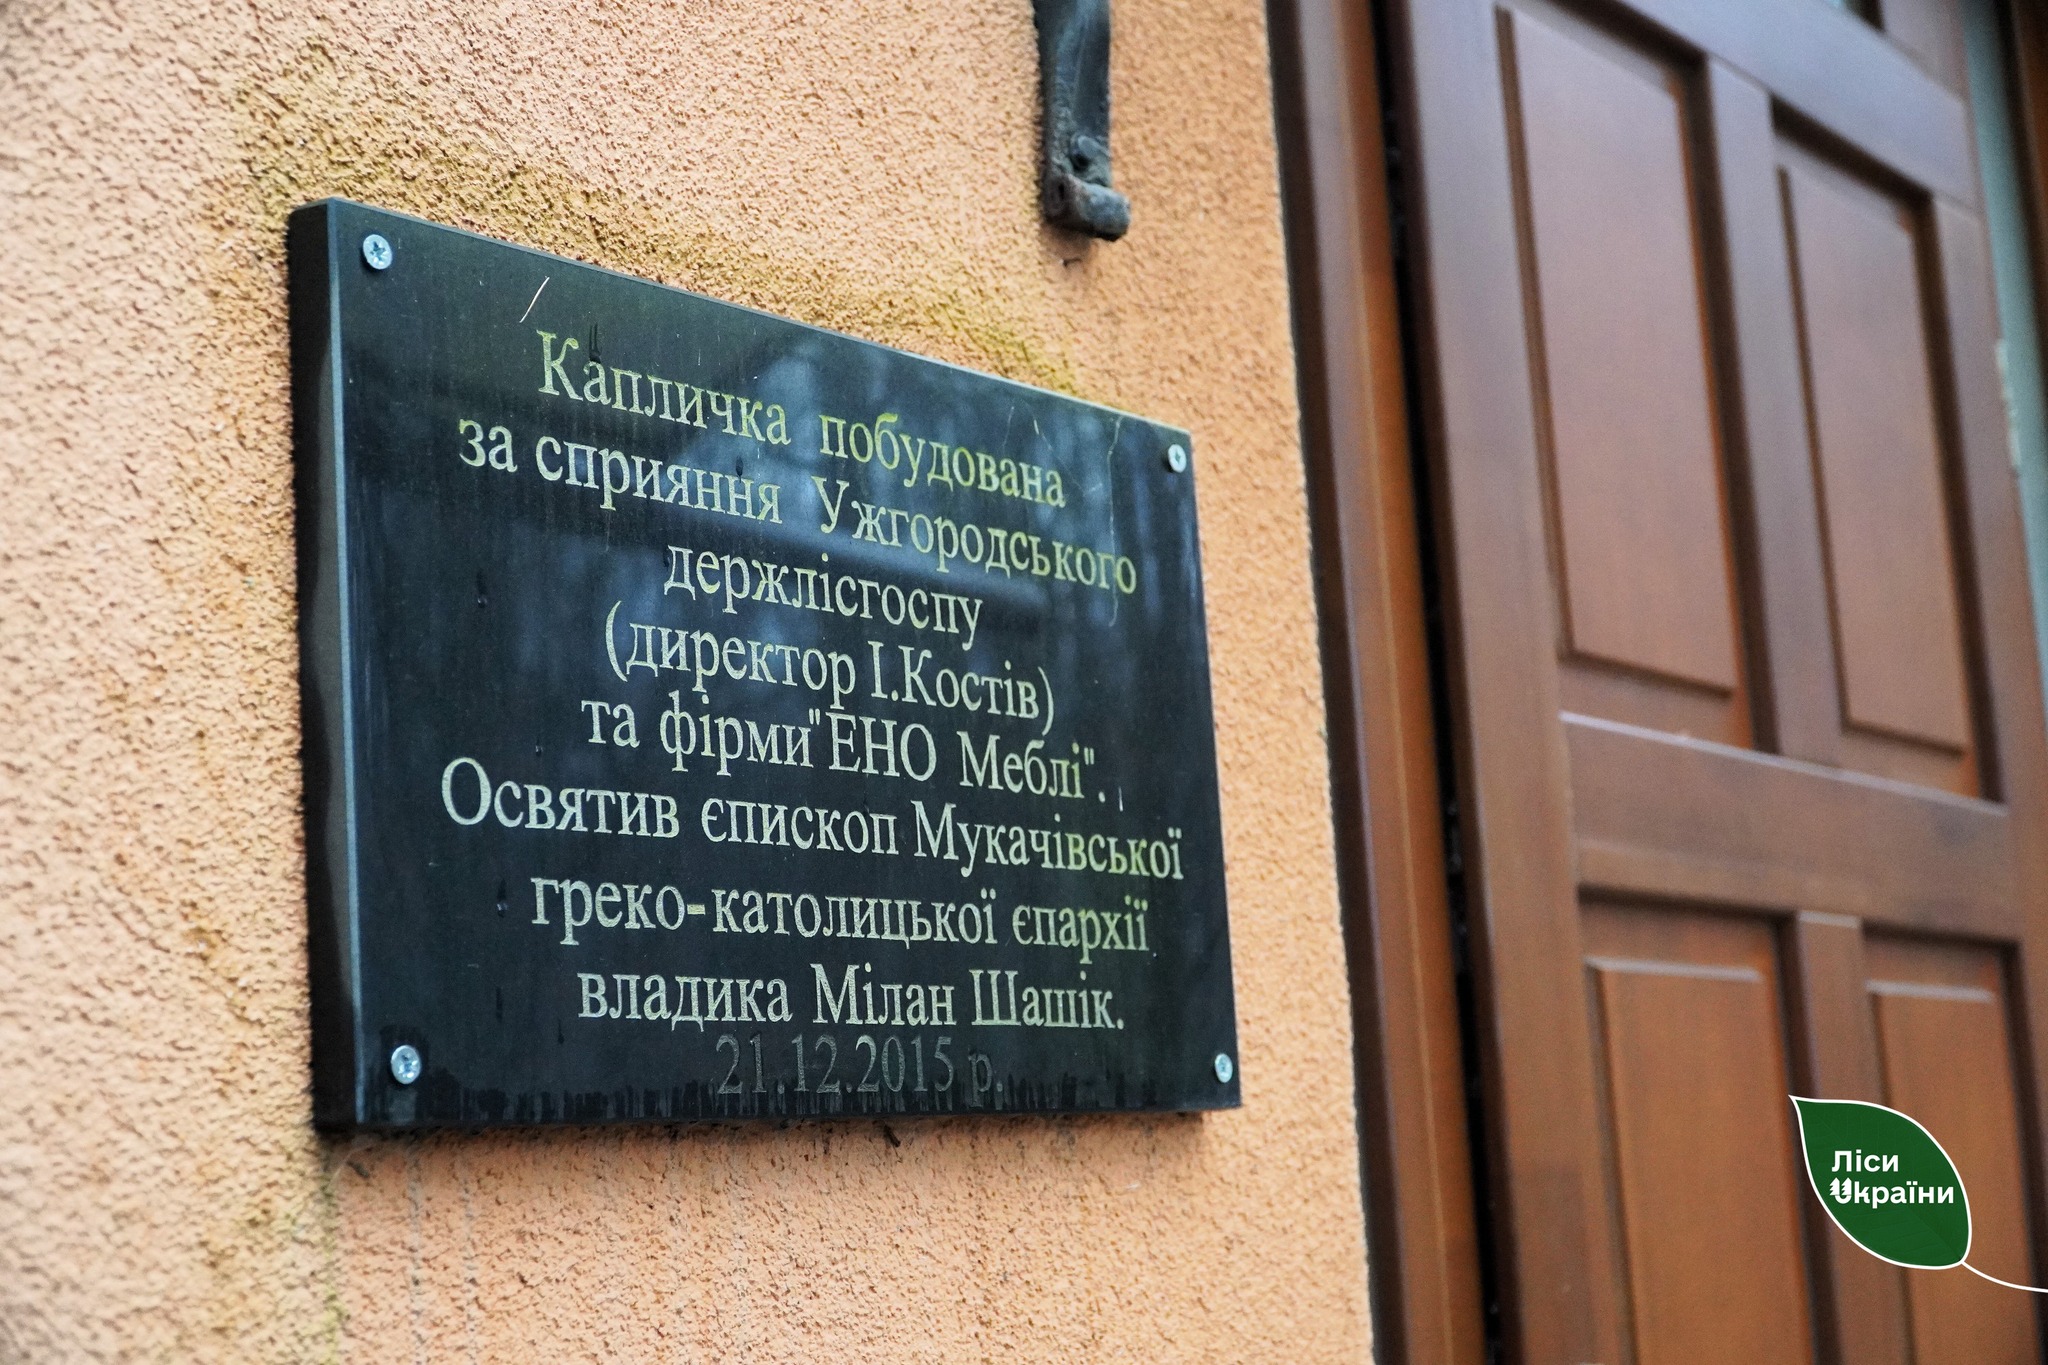 Капличка побудована
за сприяння Ужгородського
держлісгоспу
(директор І.Костів)
та фірми"ЕНО Меблі".
Освятив єпископ Мукачівської
греко-католицької єпархії
владика Мілан Шашік.
21.12.2015 р.
Ліси
України